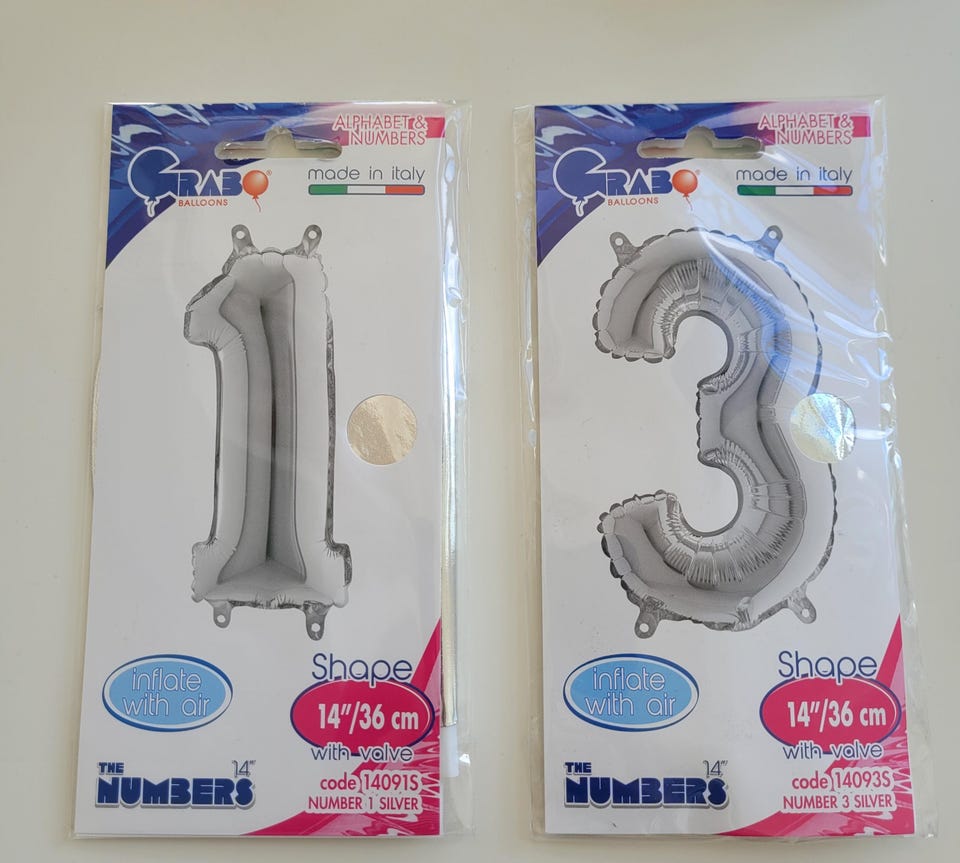 ALPHABET &
NUMBERS
GRABO®
BALLOONS
made in italy
inflate
with air
Shape
14"/36 cm
with valve
THE
NUMBERS 14"
code 14091S
NUMBER 1 SILVER
ALPHABET &
NUMBERS
GRABO®
BALLOONS
made in italy
inflate
with air
Shape
14"/36 cm
with valve
THE
NUMBERS 14"
code 14093S
NUMBER 3 SILVER